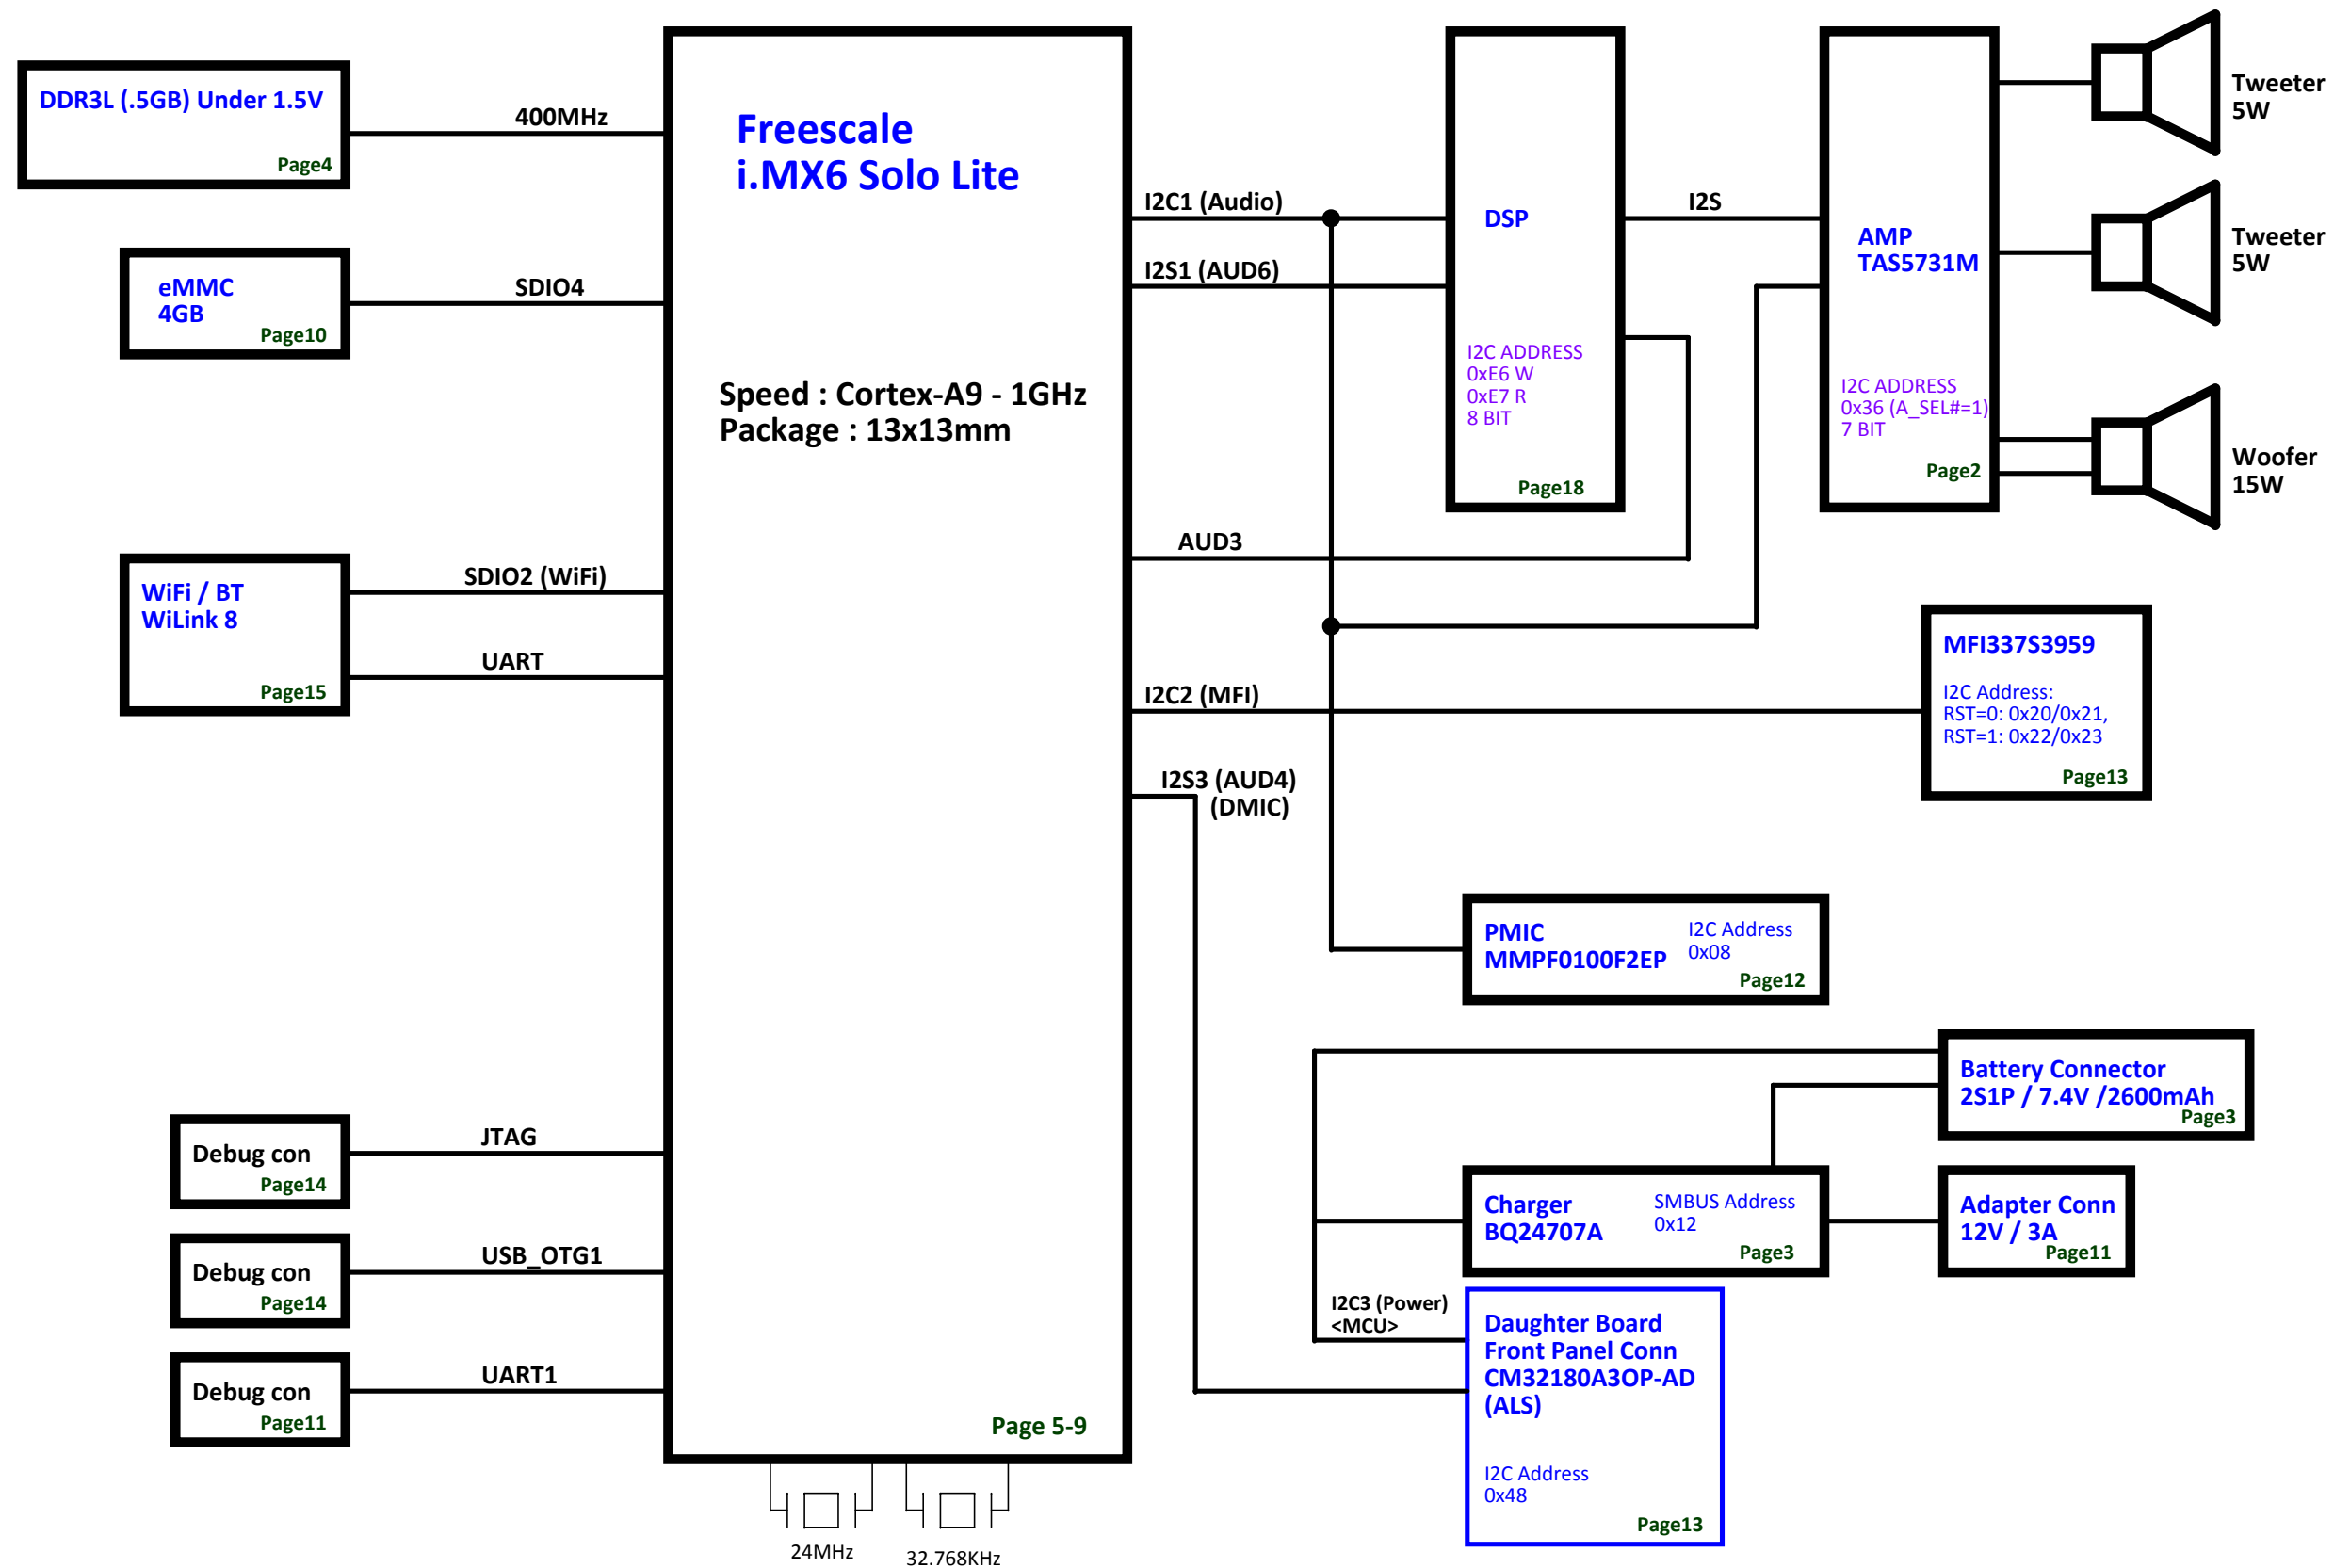 DDR3L (.5GB) Under 1.5V
Page4
400MHz
eMMC
4GB
Page10
SDIO4
WiFi / BT
WiLink 8
Page15
SDIO2 (WiFi)
UART
Debug con
Page14
JTAG
Debug con
Page14
USB_OTG1
Debug con
Page11
UART1
Freescale
i.MX6 Solo Lite
Speed : Cortex-A9 - 1GHz
Package : 13x13mm
Page 5-9
24MHz
32.768KHz
I2C1 (Audio)
I2S1 (AUD6)
AUD3
I2C2 (MFI)
I2S3 (AUD4)
(DMIC)
DSP
I2C ADDRESS
0xE6 W
0xE7 R
8 BIT
Page18
I2S
AMP
TAS5731M
I2C ADDRESS
0x36 (A_SEL#=1)
7 BIT
Page2
Tweeter
5W
Tweeter
5W
Woofer
15W
MFI337S3959
I2C Address:
RST=0: 0x20/0x21,
RST=1: 0x22/0x23
Page13
PMIC
MMPF0100F2EP
I2C Address
0x08
Page12
Battery Connector
2S1P / 7.4V /2600mAh
Page3
Charger
BQ24707A
SMBUS Address
0x12
Page3
Adapter Conn
12V / 3A
Page11
I2C3 (Power)
<MCU>
Daughter Board
Front Panel Conn
CM32180A3OP-AD
(ALS)
I2C Address
0x48
Page13